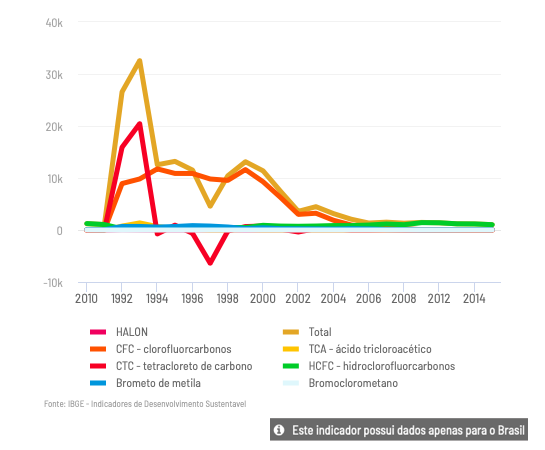 40k
30k
20k
10k
0
-10k
2010 1992 1994 1996 1998 2000 2002 2004 2006 2008 2012 2014
HALON Total
CFC - clorofluorcarbonos TCA - ácido tricloroacético
CTC - tetracloreto de carbono HCFC - hidroclorofluorcarbonos
Brometo de metila Bromoclorometano
Fonte: IBGE - Indicadores de Desenvolvimento Sustentavel
Este indicador possui dados apenas para o Brasil